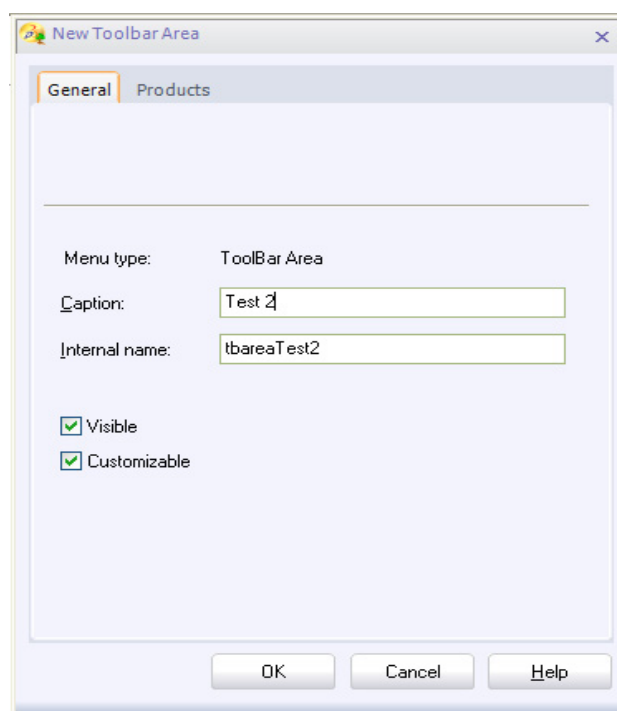 New Toolbar Area
General Products
Menu type: ToolBar Area
Caption: Test 2
Internal name: tbareaTest2
Visible
Customizable
OK Cancel Help